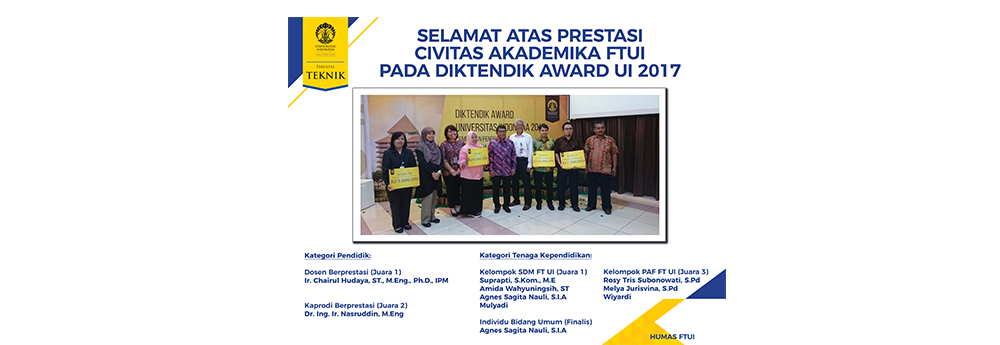 UNIVERSITAS
INDONESIA
FAKULTAS
TEKNIK
SELAMAT ATAS PRESTASI
CIVITAS AKADEMIKA FTUI
PADA DIKTENDIK AWARD UI 2017
DIKTENDIK AWARD
Kategori Pendidik:
Dosen Berprestasi (Juara 1)
Ir. Chairul Hudaya, ST., M.Eng., Ph.D., IPM
Kaprodi Berprestasi (Juara 2)
Dr. Ing. Ir. Nasruddin, M.Eng
Kategori Tenaga Kependidikan:
Kelompok SDM FT UI (Juara 1)
Suprapti, S.Kom., M.E
Amida Wahyuningsih, ST
Agnes Sagita Nauli, S.I.A
Mulyadi
Individu Bidang Umum (Finalis)
Agnes Sagita Nauli, S.I.A
Kelompok PAF FT UI (Juara 3)
Rosy Tris Subonowati, S.Pd
Melya Jurisvina, S.Pd
Wiyardi
HUMAS FTUI